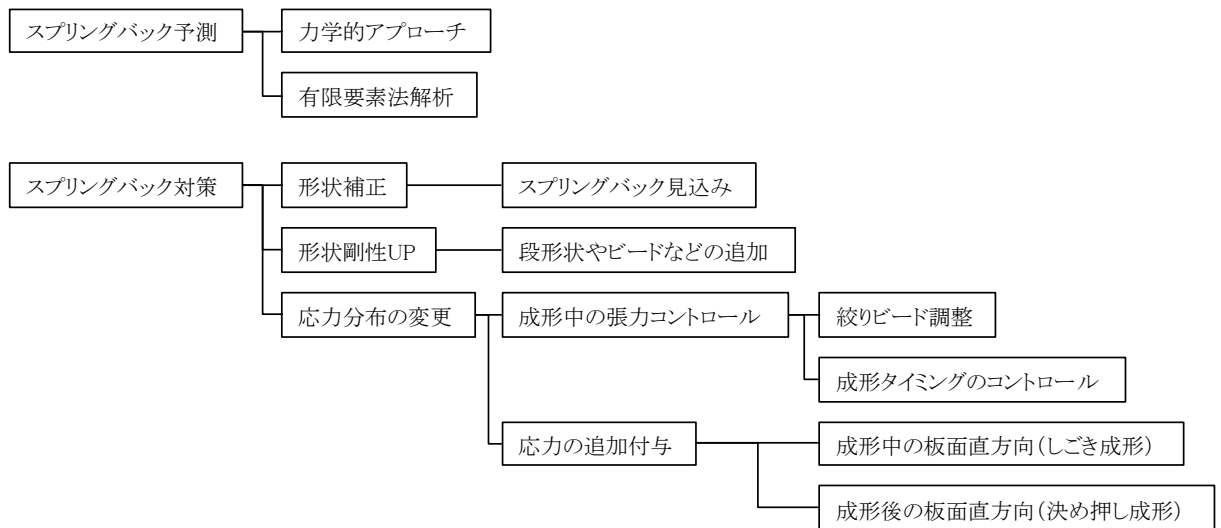 スプリングバック予測
力学的アプローチ
有限要素法解析
スプリングバック対策
形状補正
スプリングバック見込み
形状剛性UP
段形状やビードなどの追加
応力分布の変更
成形中の張力コントロール
絞りビード調整
成形タイミングのコントロール
応力の追加付与
成形中の板面直方向(しごき成形)
成形後の板面直方向(決め押し成形)